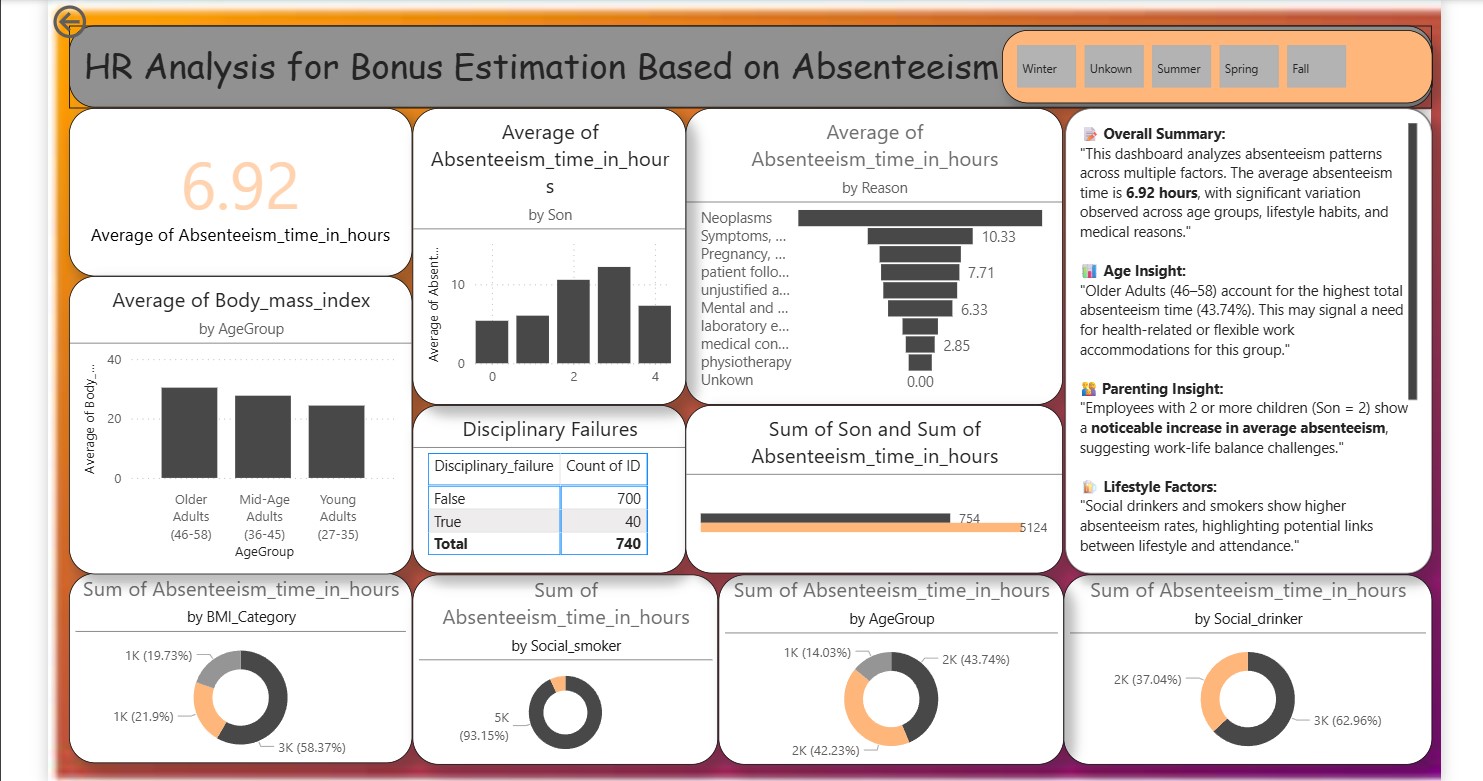 HR Analysis for Bonus Estimation Based on Absenteeism
Winter
Unkown
Summer
Spring
Fall
6.92
Average of Absenteeism_time_in_hours
Average of Body_mass_index
by AgeGroup
Average of Body_...
40
20
0
Older
Adults
(46-58)
Mid-Age
Adults
(36-45)
Young
Adults
(27-35)
AgeGroup
Average of
Absenteeism_time_in_hour
s
by Son
Average of Absent...
10
0
0
2
4
Disciplinary Failures
Disciplinary_failure Count of ID
False 700
True 40
Total 740
Average of
Absenteeism_time_in_hours
by Reason
Neoplasms
Symptoms, ... 10.33
Pregnancy, ...
patient follo... 7.71
unjustified a...
Mental and ... 6.33
laboratory e...
medical con... 2.85
physiotherapy
Unkown 0.00
Sum of Son and Sum of
Absenteeism_time_in_hours
754
5124
Overall Summary:
"This dashboard analyzes absenteeism patterns
across multiple factors. The average absenteeism
time is 6.92 hours, with significant variation
observed across age groups, lifestyle habits, and
medical reasons."
Age Insight:
"Older Adults (46–58) account for the highest total
absenteeism time (43.74%). This may signal a need
for health-related or flexible work
accommodations for this group."
Parenting Insight:
"Employees with 2 or more children (Son = 2) show
a noticeable increase in average absenteeism,
suggesting work-life balance challenges."
Lifestyle Factors:
"Social drinkers and smokers show higher
absenteeism rates, highlighting potential links
between lifestyle and attendance."
Sum of Absenteeism_time_in_hours
by BMI_Category
1K (19.73%)
1K (21.9%)
3K (58.37%)
Sum of
Absenteeism_time_in_hours
by Social_smoker
5K
(93.15%)
Sum of Absenteeism_time_in_hours
by AgeGroup
1K (14.03%)
2K (43.74%)
2K (42.23%)
Sum of Absenteeism_time_in_hours
by Social_drinker
2K (37.04%)
3K (62.96%)